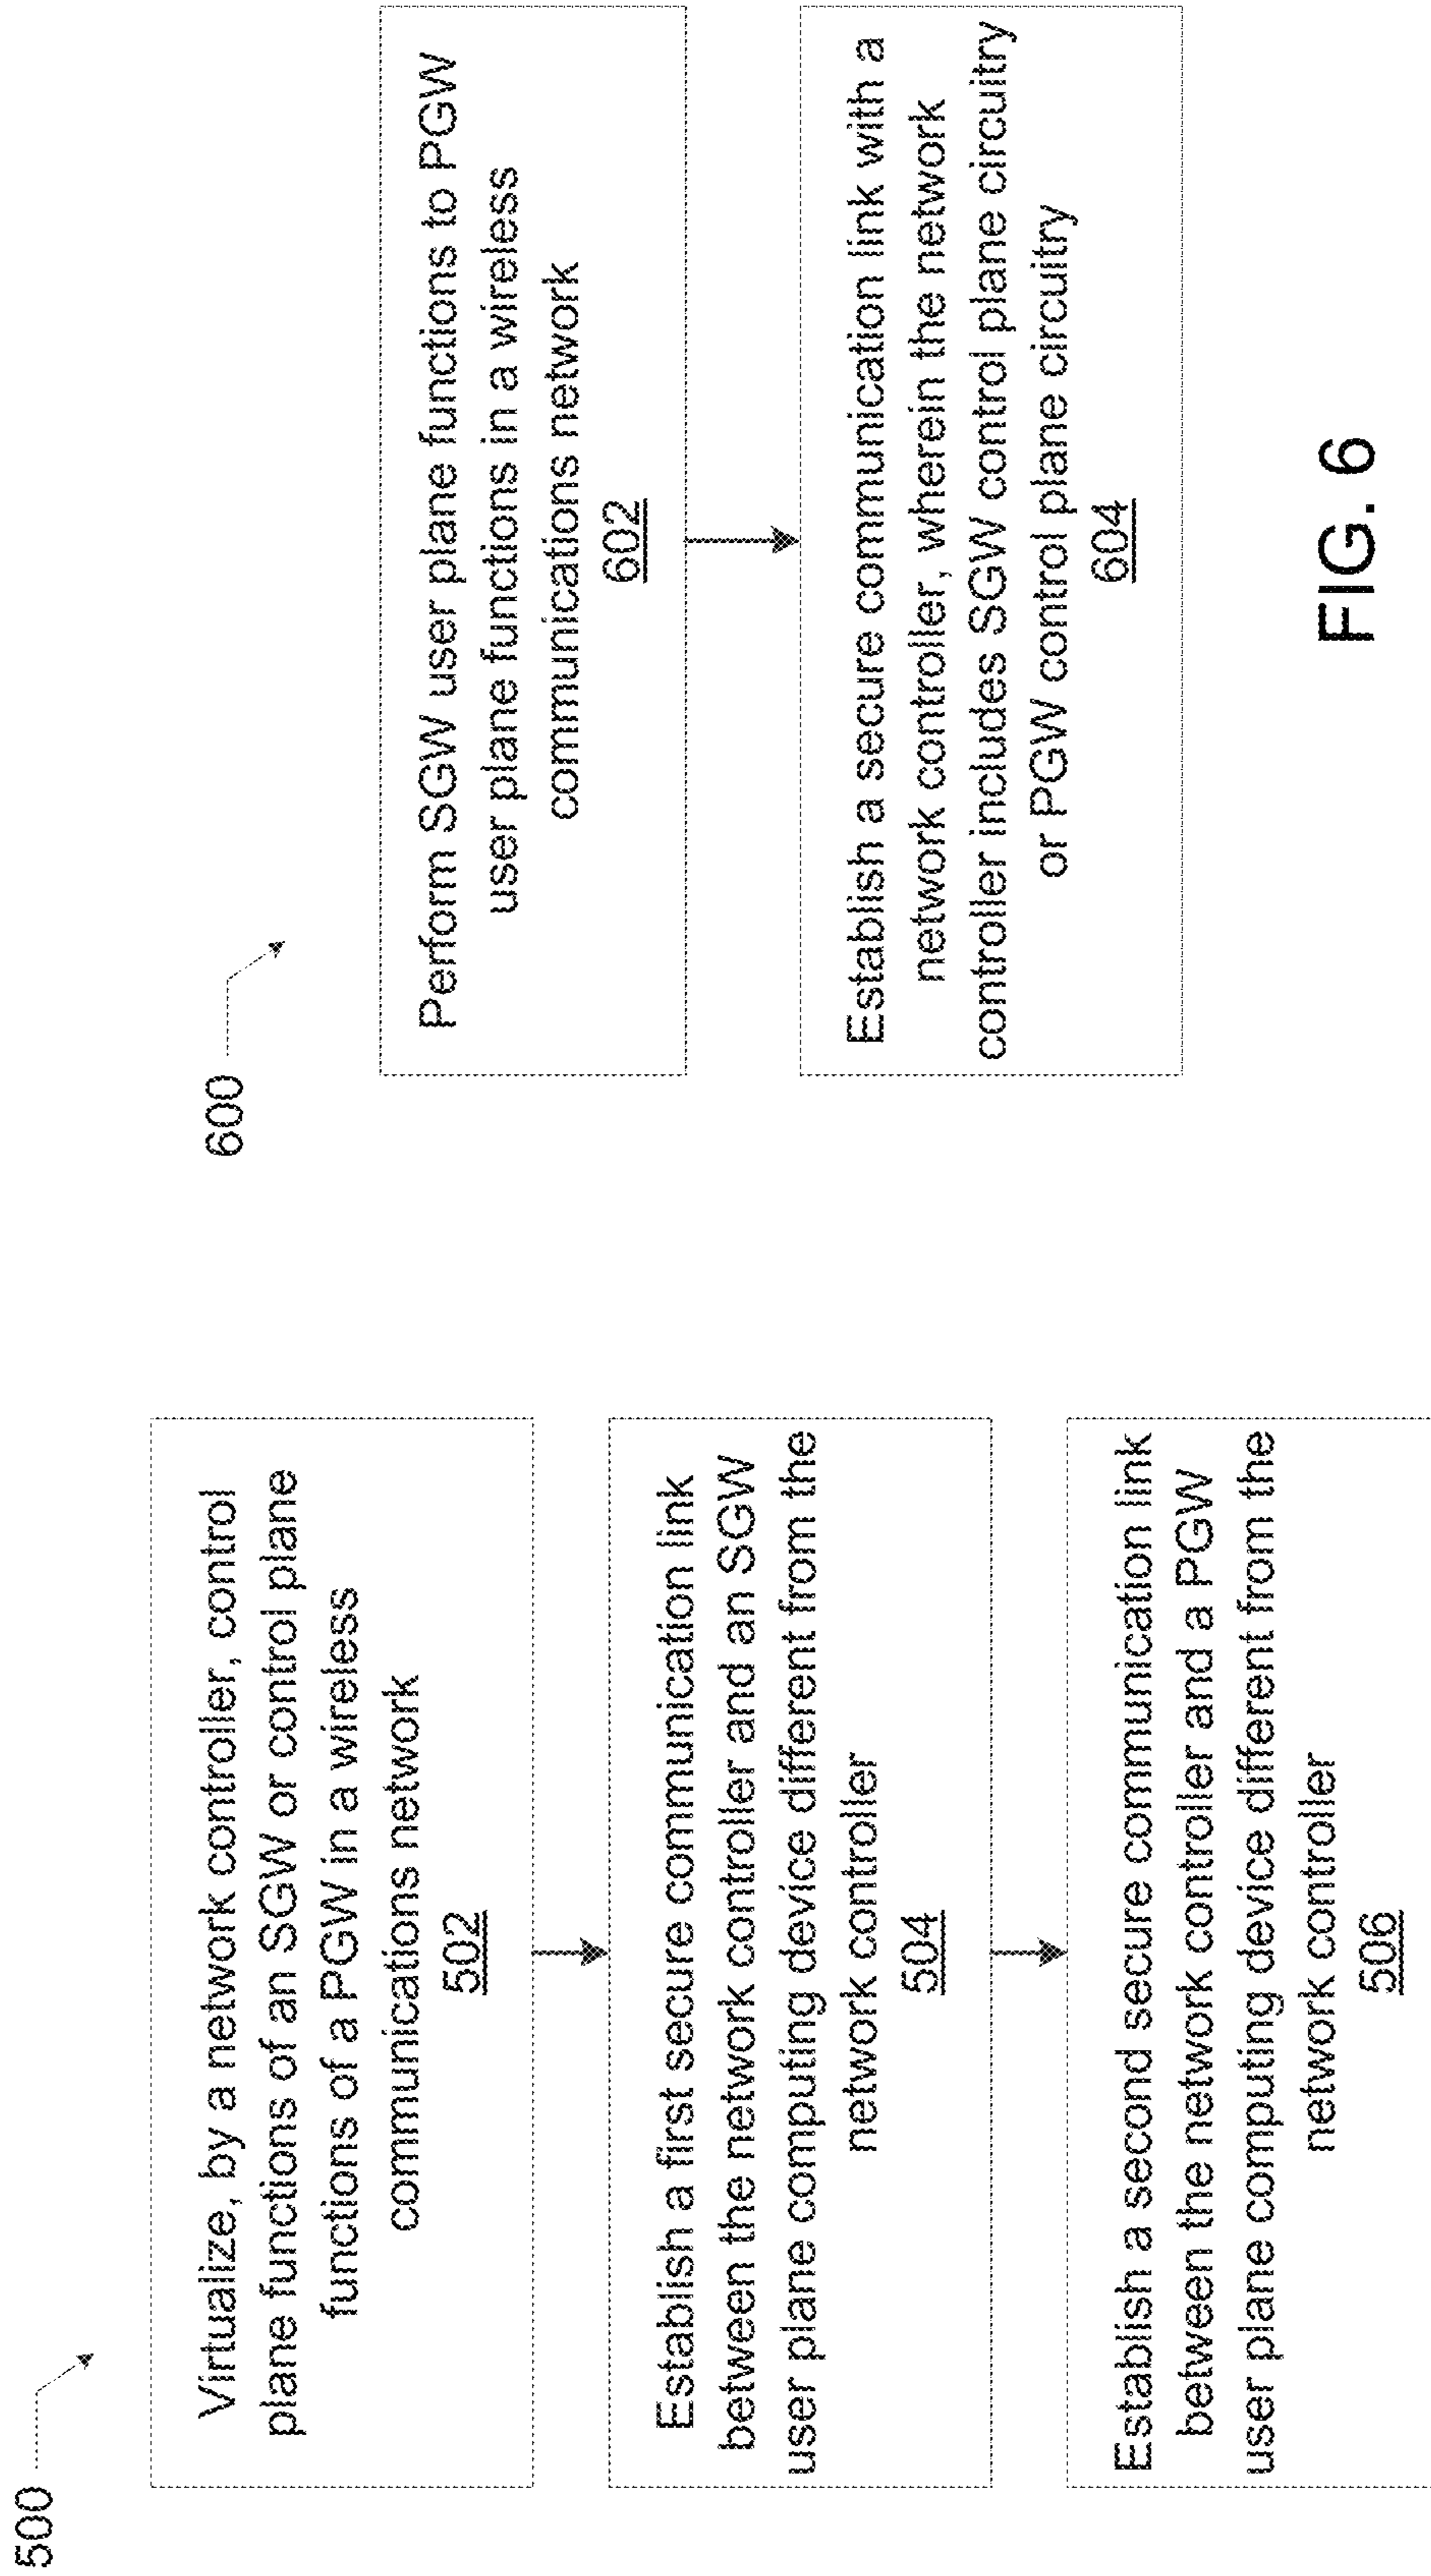 500
Virtualize, by a network controller, control
plane functions of an SGW or control plane
functions of a PGW in a wireless
communications network
502
Establish a first secure communication link
between the network controller and an SGW
user plane computing device different from the
network controller
504
Establish a second secure communication link
between the network controller and a PGW
user plane computing device different from the
network controller
506
600
Perform SGW user plane functions to PGW
user plane functions in a wireless
communications network
602
Establish a secure communication link with a
network controller, wherein the network
controller includes SGW control plane circuitry
or PGW control plane circuitry
604
FIG. 6